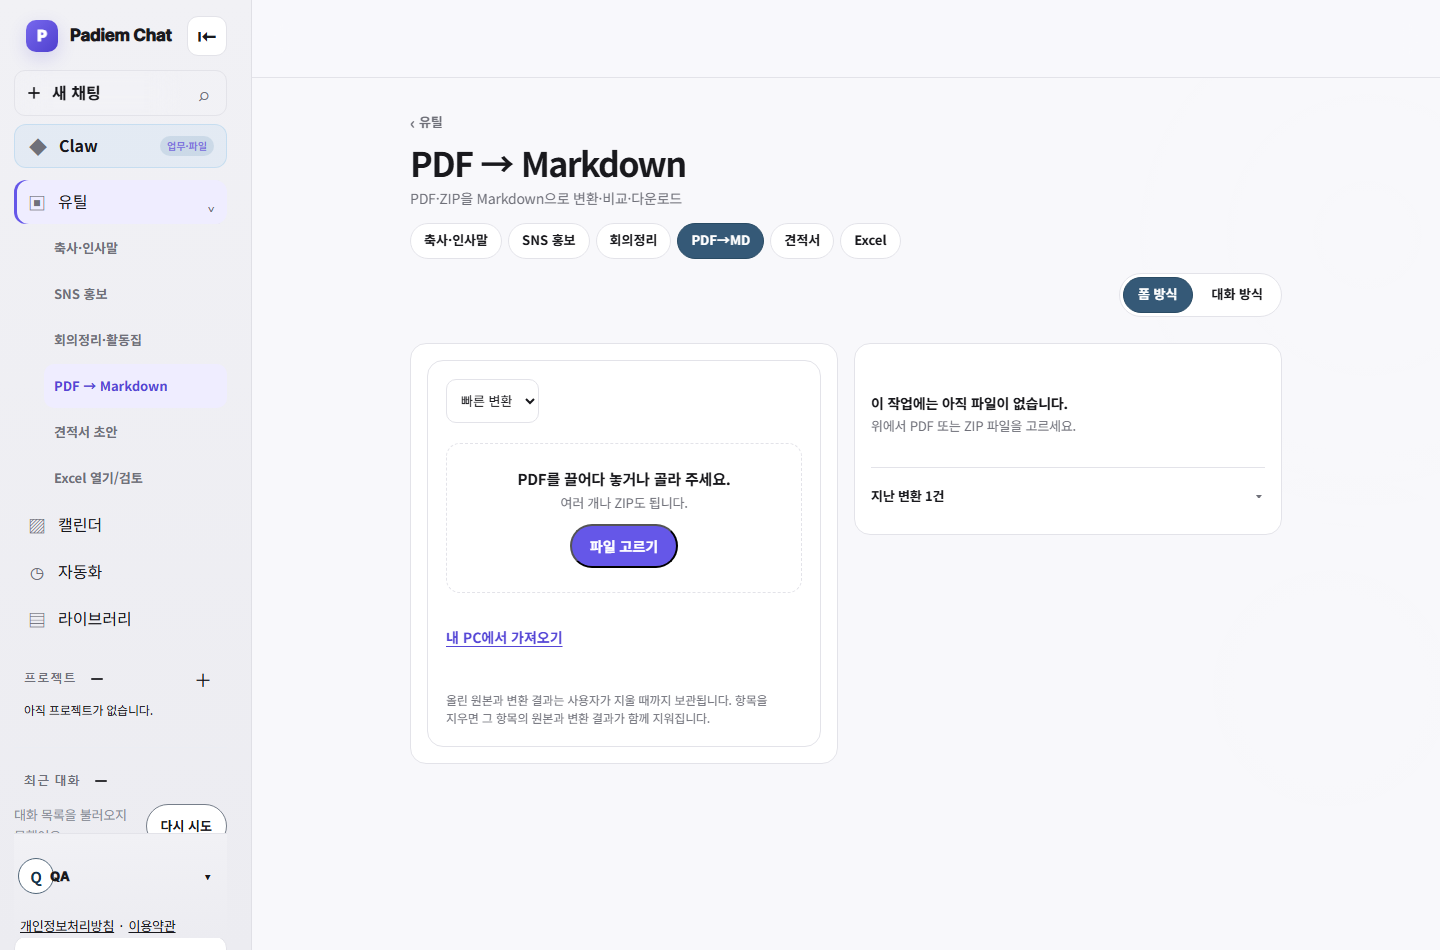 P Padiem Chat
+ 새 채팅
Claw 업무·파일
유틸
축사·인사말
SNS 홍보
회의정리·활동집
PDF → Markdown
견적서 초안
Excel 열기/검토
캘린더
자동화
라이브러리
프로젝트
아직 프로젝트가 없습니다.
최근 대화
대화 목록을 불러오지
다시 시도
Q QA
개인정보처리방침 · 이용약관
‹ 유틸
PDF → Markdown
PDF·ZIP을 Markdown으로 변환·비교·다운로드
축사·인사말 SNS 홍보 회의정리 PDF→MD 견적서 Excel
폼 방식 대화 방식
빠른 변환
PDF를 끌어다 놓거나 골라 주세요.
여러 개나 ZIP도 됩니다.
파일 고르기
내 PC에서 가져오기
올린 원본과 변환 결과는 사용자가 지울 때까지 보관됩니다. 항목을
지우면 그 항목의 원본과 변환 결과가 함께 지워집니다.
이 작업에는 아직 파일이 없습니다.
위에서 PDF 또는 ZIP 파일을 고르세요.
지난 변환 1건